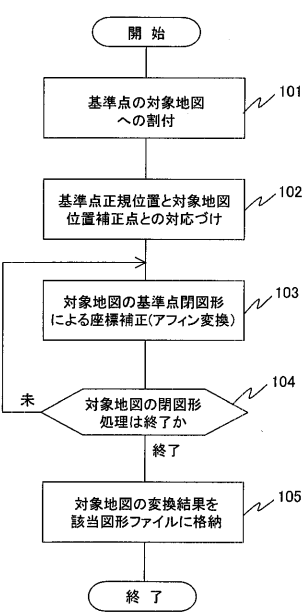 開 始
基準点の対象地図
への割付
101
基準点正規位置と対象地図
位置補正点との対応づけ
102
対象地図の基準点閉図形
による座標補正(アフィン変換)
103
対象地図の閉図形
処理は終了か
104
未
終了
対象地図の変換結果を
該当図形ファイルに格納
105
終 了